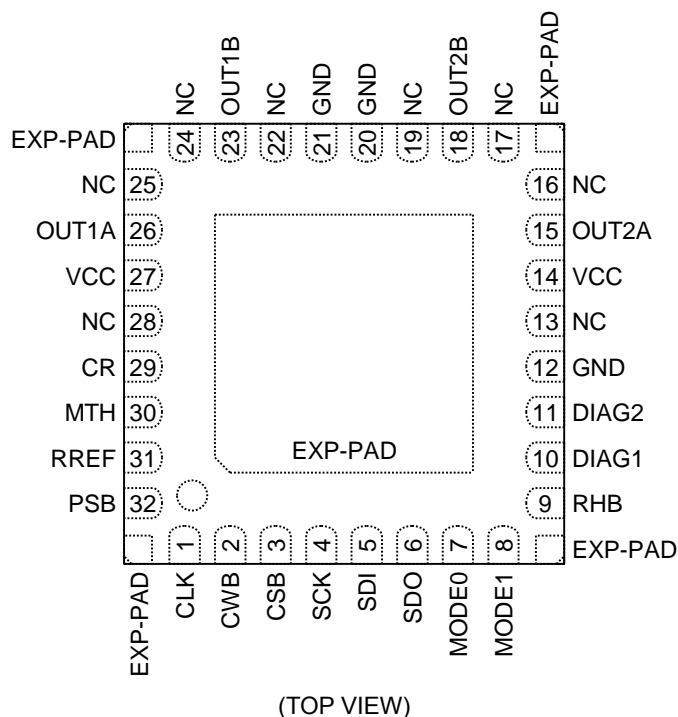 NC
OUT1B
NC
GND
GND
NC
OUT2B
NC
EXP-PAD
EXP-PAD
24
23
22
21
20
19
18
17
NC 25
16 NC
OUT1A 26
15 OUT2A
VCC 27
14 VCC
NC 28
13 NC
CR 29
12 GND
MTH 30
11 DIAG2
RREF 31
EXP-PAD
10 DIAG1
PSB 32
9 RHB
1
2
3
4
5
6
7
8
EXP-PAD
EXP-PAD
CLK
CWB
CSB
SCK
SDI
SDO
MODE0
MODE1
(TOP VIEW)